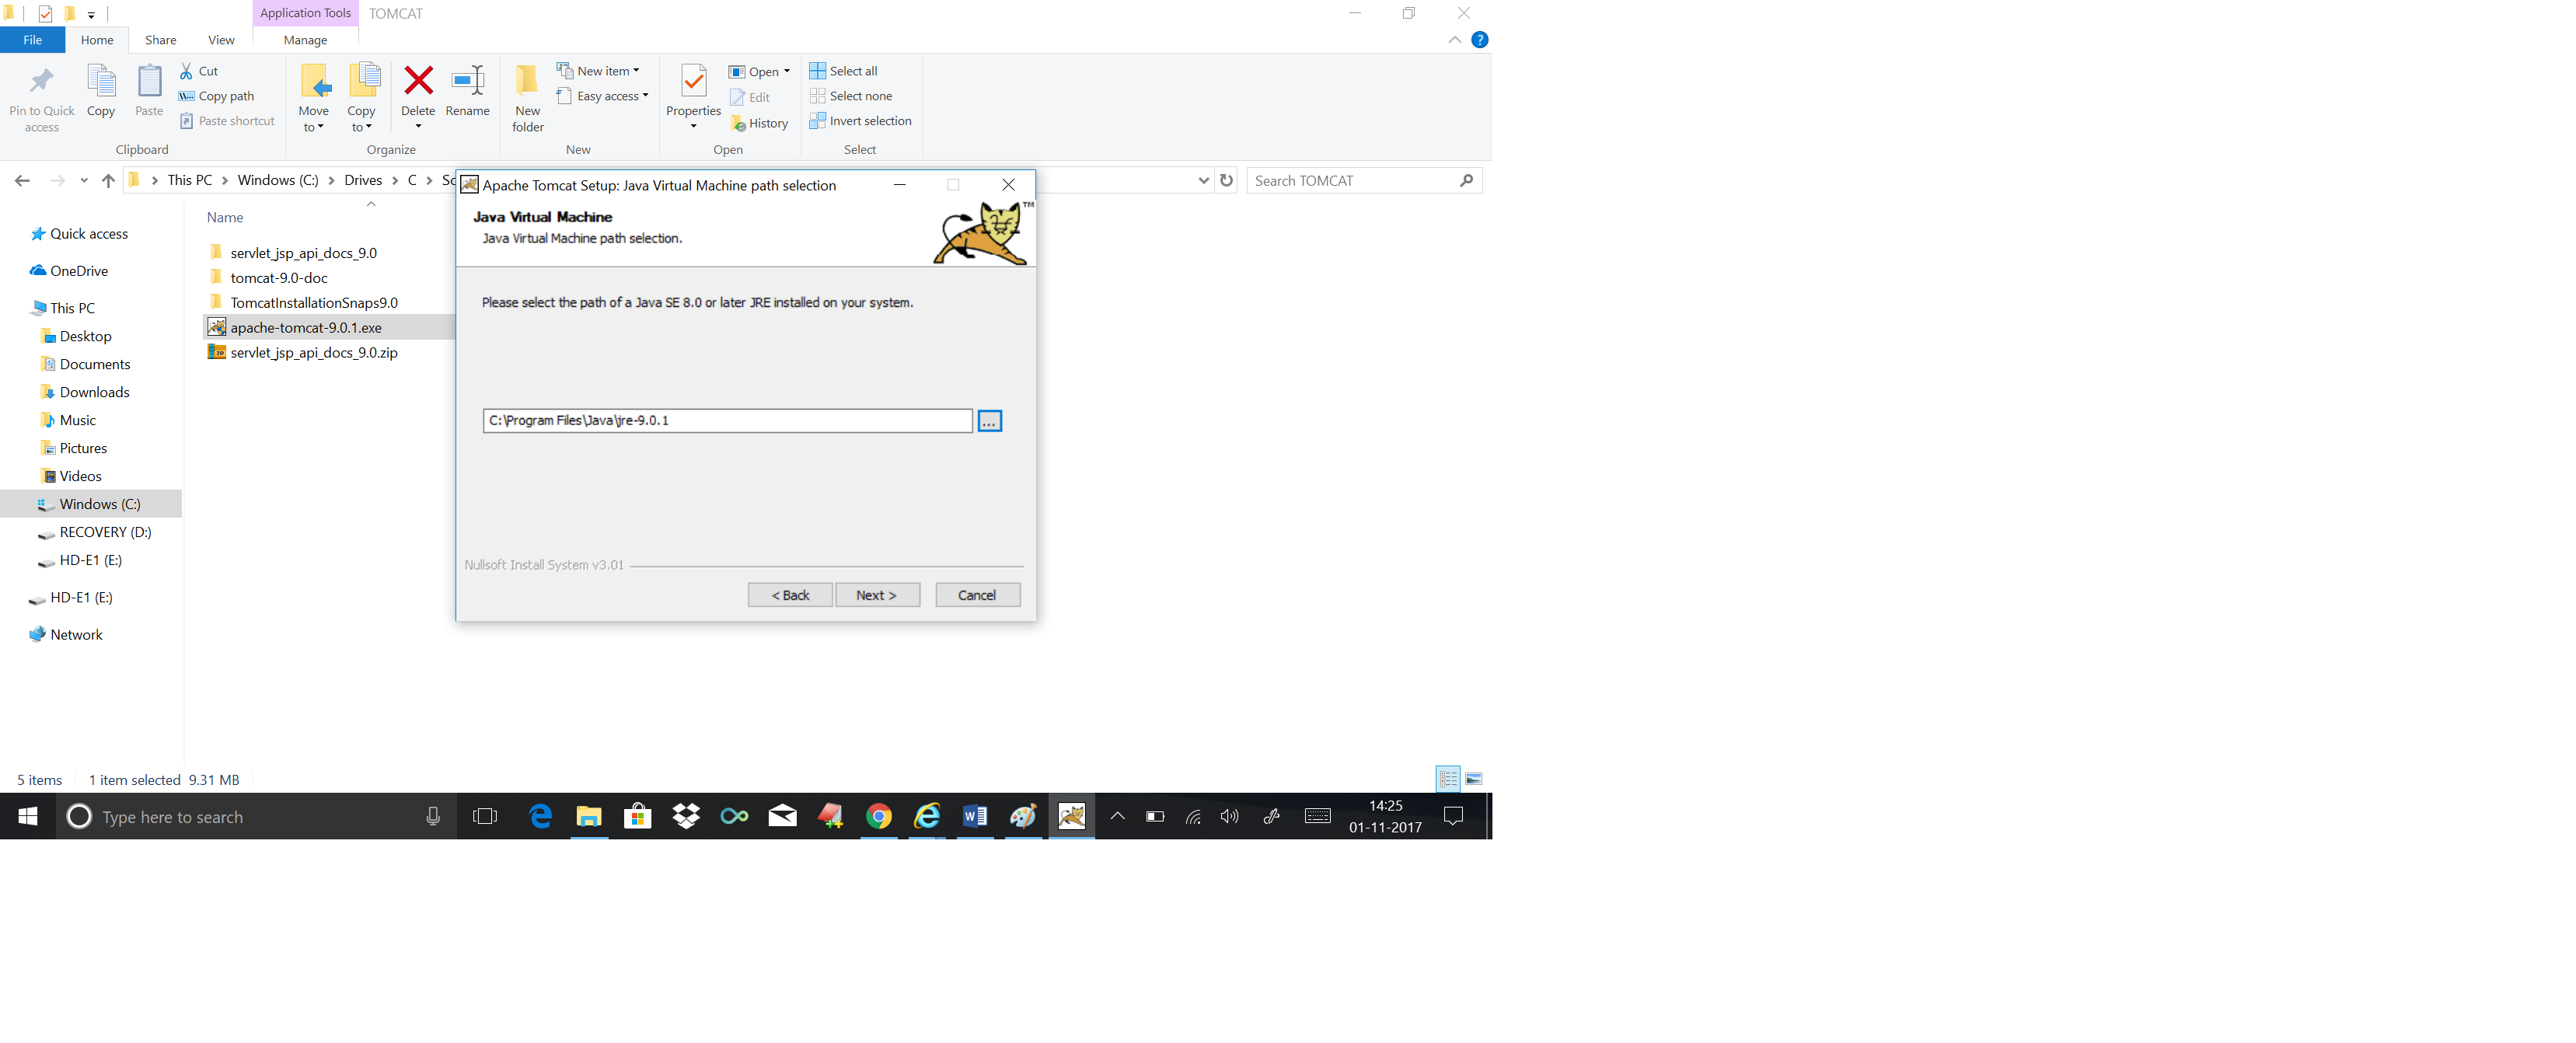 Application Tools TOMCAT
File Home Share View Manage
Pin to Quick access
Copy
Paste
Cut
Copy path
Paste shortcut
Clipboard
Move to
Copy to
Delete
Rename
Organize
New folder
New item
Easy access
New
Properties
Open
Edit
History
Open
Select all
Select none
Invert selection
Select
This PC Windows (C:) Drives C
Search TOMCAT
Quick access
OneDrive
This PC
Desktop
Documents
Downloads
Music
Pictures
Videos
Windows (C:)
RECOVERY (D:)
HD-E1 (E:)
HD-E1 (E:)
Network
Name
servlet_jsp_api_docs_9.0
tomcat-9.0-doc
TomcatInstallationSnaps9.0
apache-tomcat-9.0.1.exe
servlet_jsp_api_docs_9.0.zip
Apache Tomcat Setup: Java Virtual Machine path selection
Java Virtual Machine
Java Virtual Machine path selection.
TM
Please select the path of a Java SE 8.0 or later JRE installed on your system.
C:\Program Files\Java\jre-9.0.1
...
Nullsoft Install System v3.01
< Back Next > Cancel
5 items 1 item selected 9.31 MB
Type here to search
14:25
01-11-2017